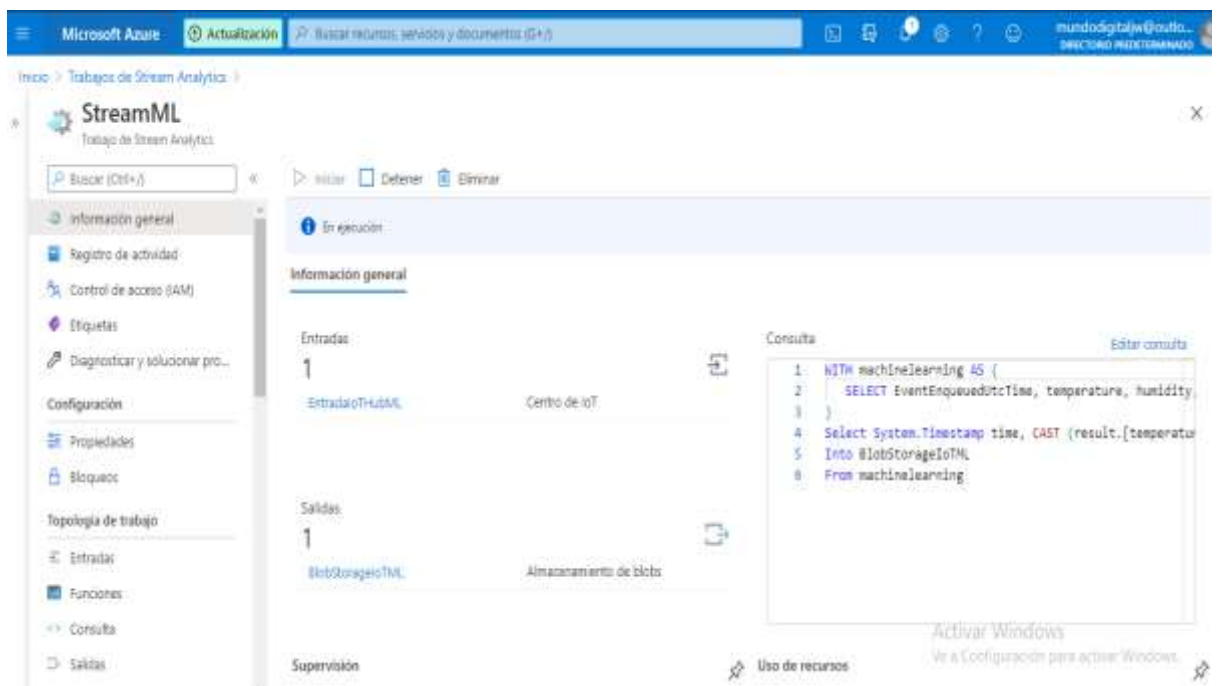 Microsoft Azure
Actualización
Buscar recursos, servicios y documentos (G+/)
1
?
mundodigitaljw@outlo...
DIRECTORIO PREDETERMINADO
Inicio > Trabajos de Stream Analytics >
StreamML
Trabajo de Stream Analytics
Buscar (Ctrl+/)
«
Iniciar
Detener
Eliminar
Información general
Registro de actividad
Control de acceso (IAM)
Etiquetas
Diagnosticar y solucionar pro...
Configuración
Propiedades
Bloqueos
Topología de trabajo
Entradas
Funciones
Consulta
Salidas
En ejecución
Información general
Entradas
1
EntradaIoTHubML
Centro de IoT
Salidas
1
BlobStorageIoTML
Almacenamiento de blobs
Consulta
Editar consulta
1 WITH machinelearning AS (
2 SELECT EventEnqueuedUtcTime, temperature, humidity,
3 )
4 Select System.Timestamp time, CAST (result.[temperatur
5 Into BlobStorageIoTML
6 From machinelearning
Supervisión
Uso de recursos
Activar Windows
Ve a Configuración para activar Windows.